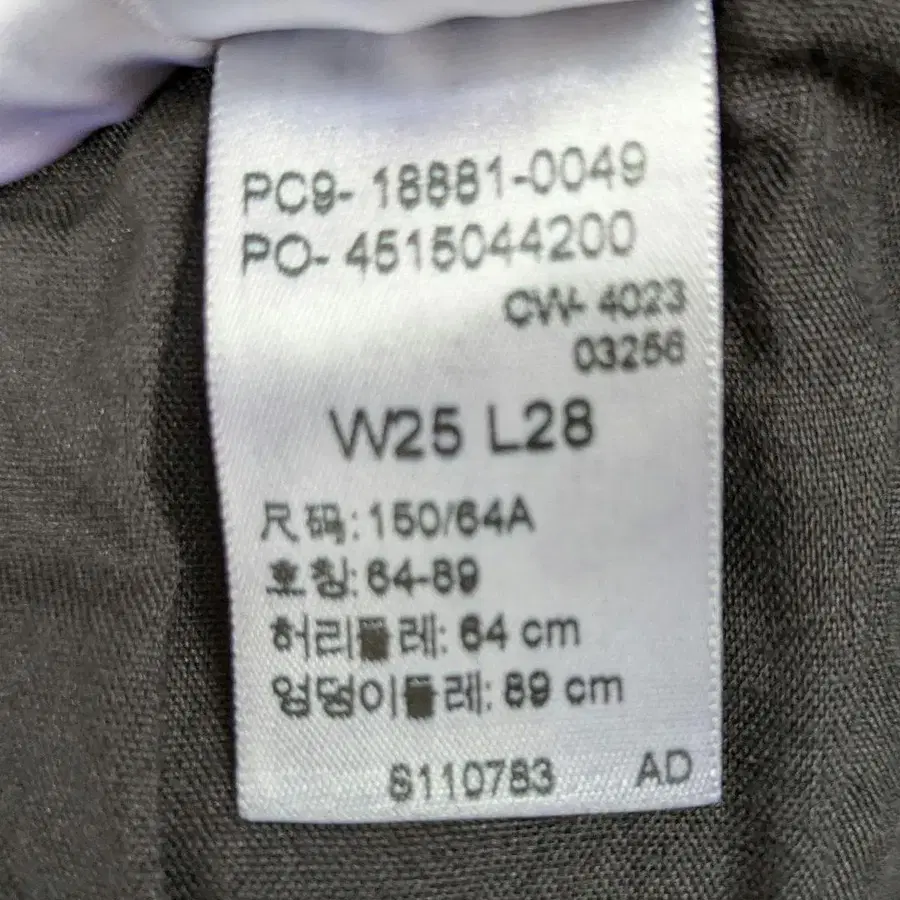 PC9- 18881-0049
PO- 4515044200
CW- 4023
03256
W25 L28
尺码: 150/64A
호칭: 64-89
허리둘레: 64 cm
엉덩이둘레: 89 cm
S110783 AD